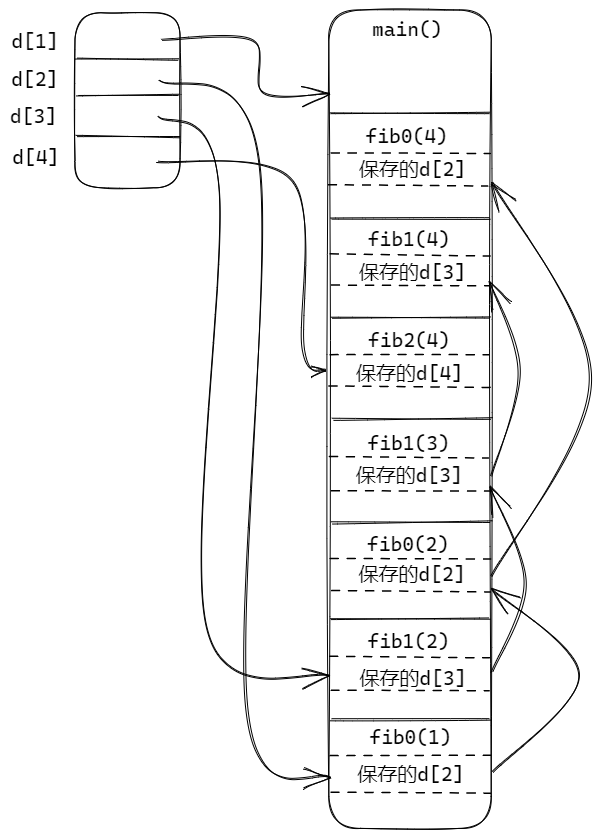 d[1]
d[2]
d[3]
d[4]
main()
fib0(4)
保存的d[2]
fib1(4)
保存的d[3]
fib2(4)
保存的d[4]
fib1(3)
保存的d[3]
fib0(2)
保存的d[2]
fib1(2)
保存的d[3]
fib0(1)
保存的d[2]